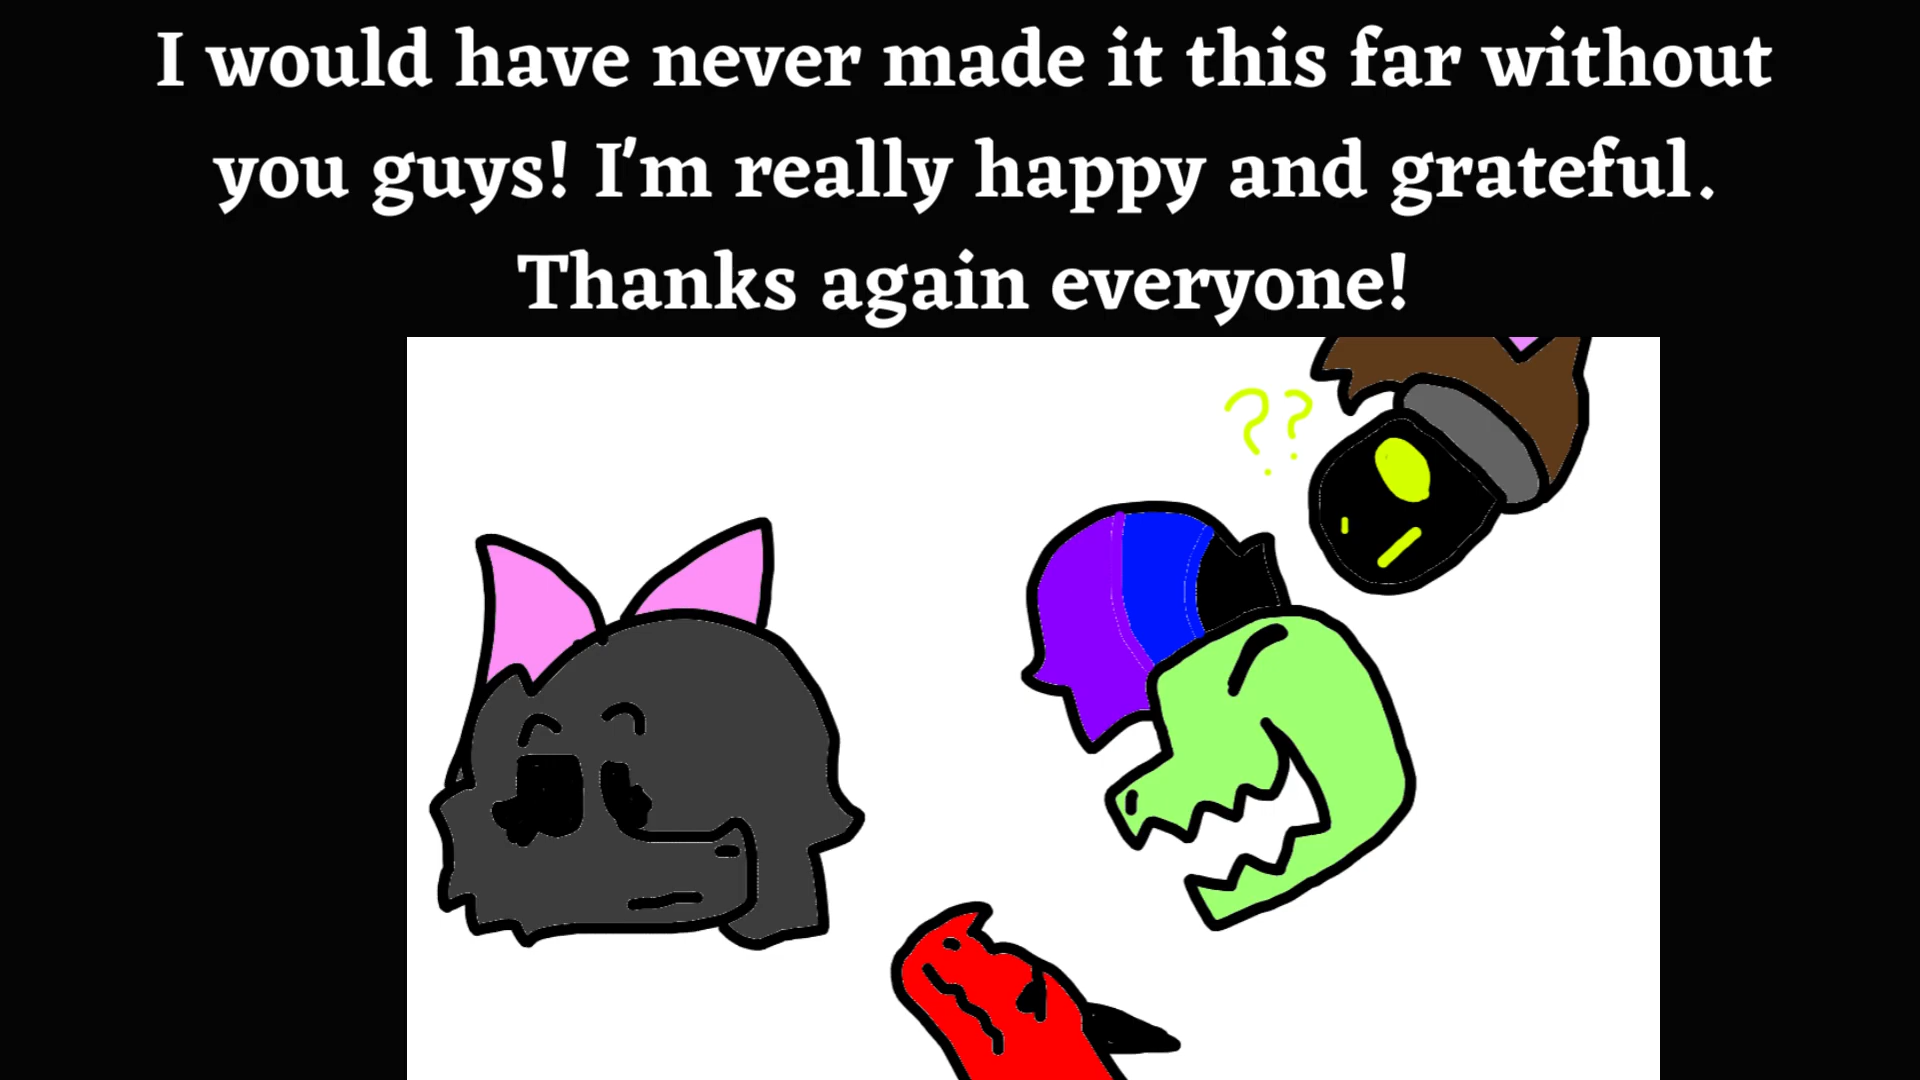 I would have never made it this far without
you guys! I'm really happy and grateful.
Thanks again everyone!
??